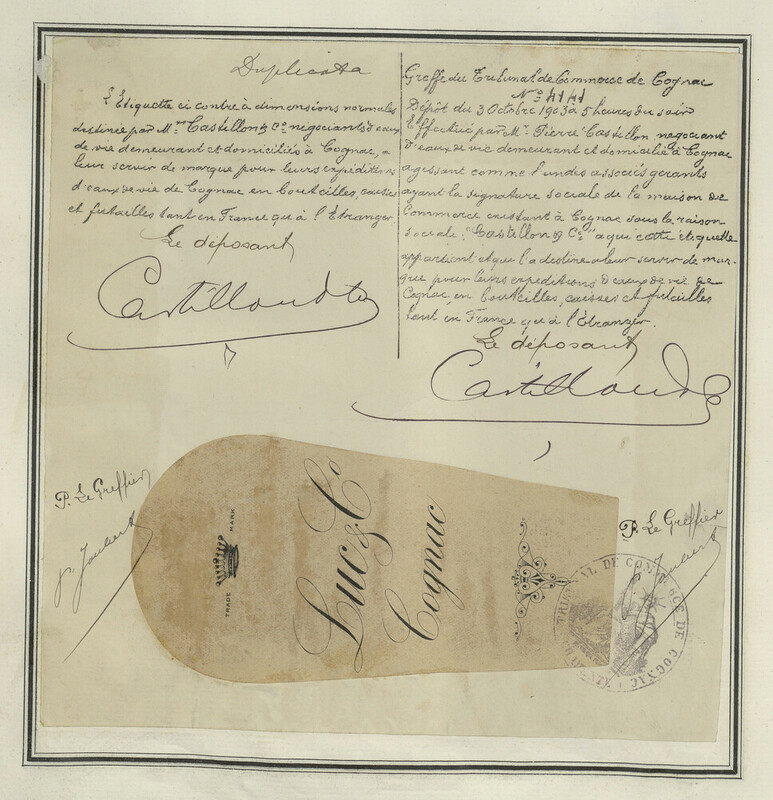 Duplicata
L'Etiquette ci contre à dimensions normales
destinée par M.rs Castillon & C.o negociants d'eaux
de vie demeurant et domiciliés à Cognac, a
leur servir de marque pour leurs expéditions
d'eaux de vie de Cognac en bouteilles, caisses
et futailles tant en France qu'à l'Etranger
Le déposant
Castillon & Co
Greffe du Tribunal de Commerce de Cognac
Dépôt du 3 Octobre 1903 à 5 heures du soir
Effectué par M. Pierre Castillon negociant
d'eaux de vie demeurant et domicilié à Cognac
agissant comme l'un des associés gerants
ayant la signature sociale de la maison de
Commerce existant à Cognac sous la raison
sociale. "Castillon & C.o" a qui cette étiquette
appartient et qui l'a destine a leur servir de mar-
que pour leurs expeditions d'eaux de vie de
Cognac en bouteilles, caisses et futailles
tant en France qu'à l'Etranger.
Le déposant
Castillon & Co
P. Le Greffier
Joubert
TRADE MARK
Luc & Co
Cognac
P. Le Greffier
Joubert
TRIBUNAL DE COMMERCE DE COGNAC
CHARENTE